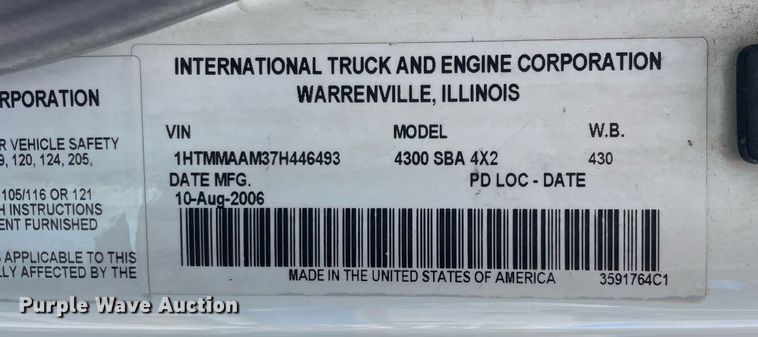 RPORATION
R VEHICLE SAFETY
9, 120, 124, 205,
105/116 OR 121
H INSTRUCTIONS
ENT FURNISHED
S APPLICABLE TO THIS
LLY AFFECTED BY THE
INTERNATIONAL TRUCK AND ENGINE CORPORATION
WARRENVILLE, ILLINOIS
VIN MODEL W.B.
1HTMMAAM37H446493 4300 SBA 4X2 430
DATE MFG. PD LOC - DATE
10-Aug-2006
MADE IN THE UNITED STATES OF AMERICA 3591764C1
Purple Wave Auction